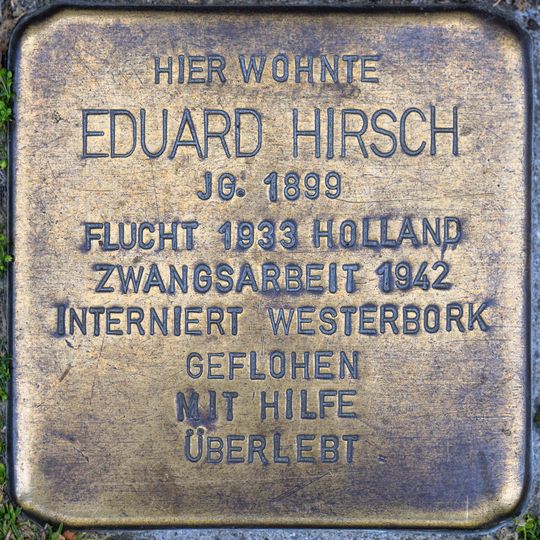 HIER WOHNTE
EDUARD HIRSCH
JG. 1899
FLUCHT 1933 HOLLAND
ZWANGSARBEIT 1942
INTERNIERT WESTERBORK
GEFLOHEN
MIT HILFE
ÜBERLEBT